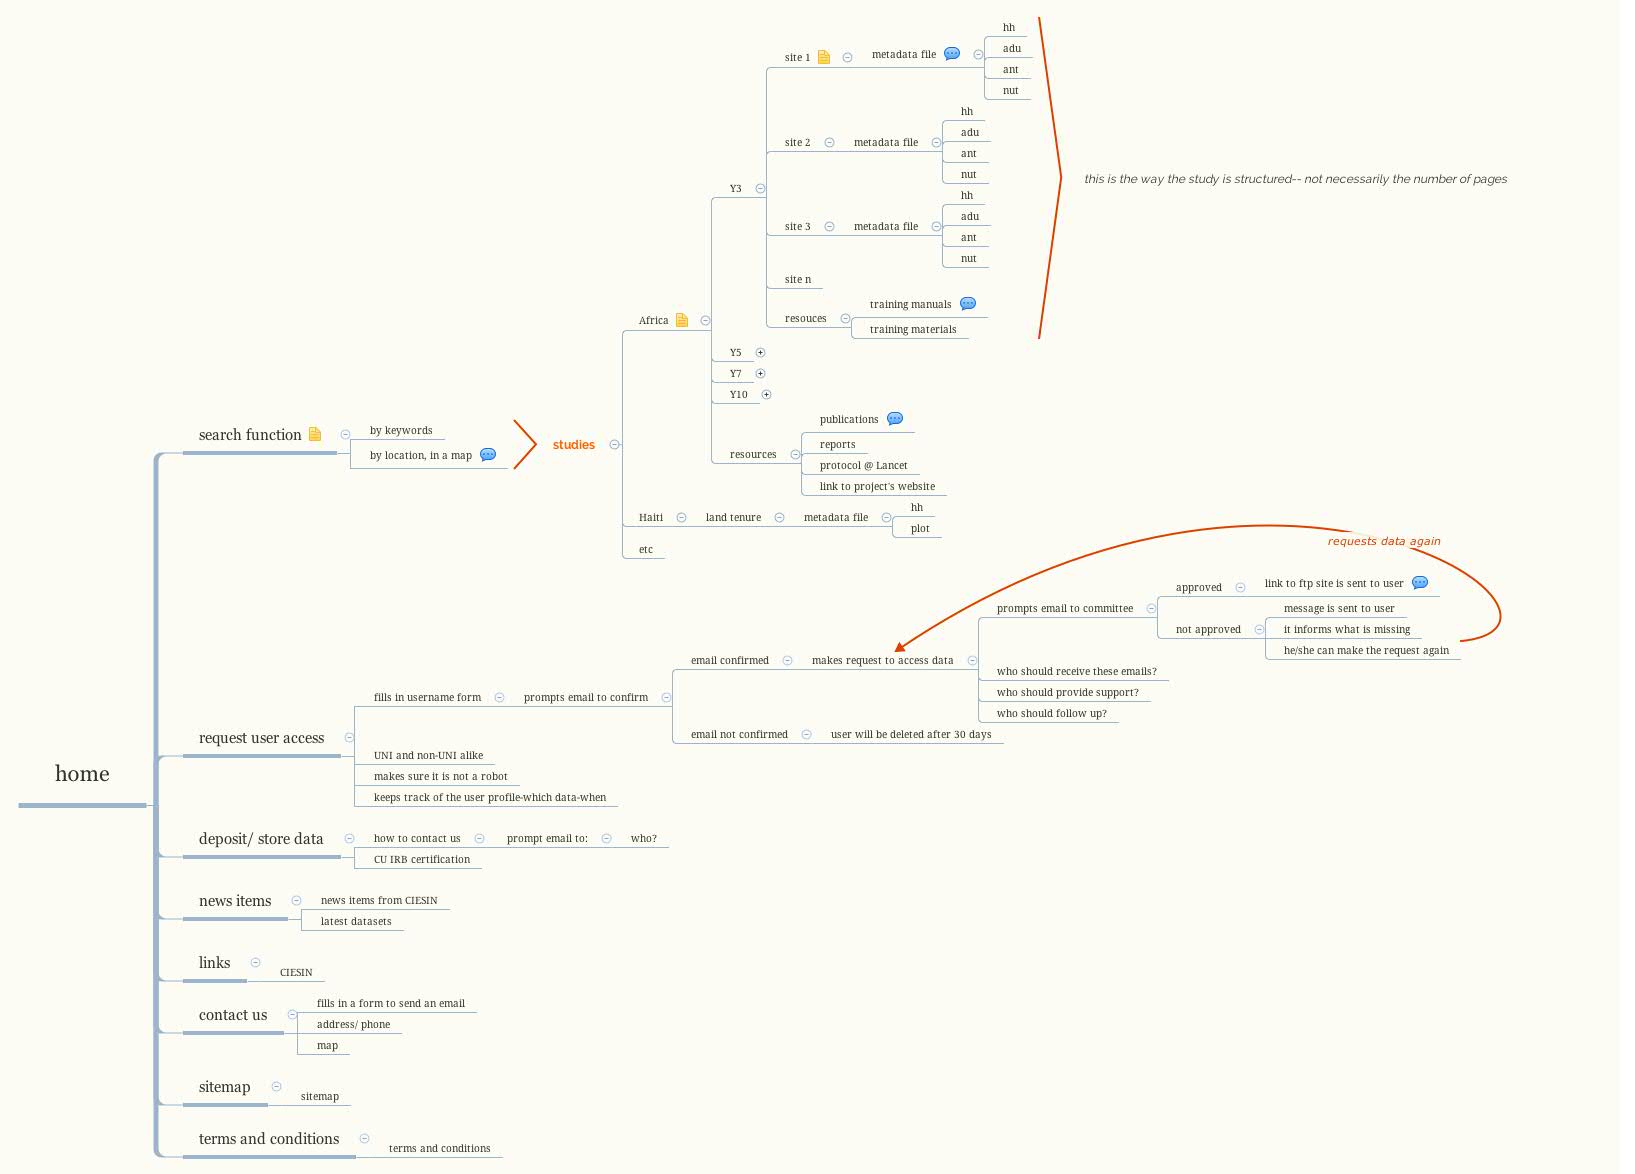 home
search function
by keywords
by location, in a map
studies
Africa
Y3
site 1
metadata file
hh
adu
ant
nut
site 2
metadata file
hh
adu
ant
nut
site 3
metadata file
hh
adu
ant
nut
site n
resouces
training manuals
training materials
this is the way the study is structured-- not necessarily the number of pages
Y5
Y7
Y10
resources
publications
reports
protocol @ Lancet
link to project's website
Haiti
land tenure
metadata file
hh
plot
etc
request user access
fills in username form
prompts email to confirm
email confirmed
makes request to access data
prompts email to committee
approved
link to ftp site is sent to user
not approved
message is sent to user
it informs what is missing
he/she can make the request again
requests data again
who should receive these emails?
who should provide support?
who should follow up?
email not confirmed
user will be deleted after 30 days
UNI and non-UNI alike
makes sure it is not a robot
keeps track of the user profile-which data-when
deposit/ store data
how to contact us
prompt email to:
who?
CU IRB certification
news items
news items from CIESIN
latest datasets
links
CIESIN
contact us
fills in a form to send an email
address/ phone
map
sitemap
sitemap
terms and conditions
terms and conditions